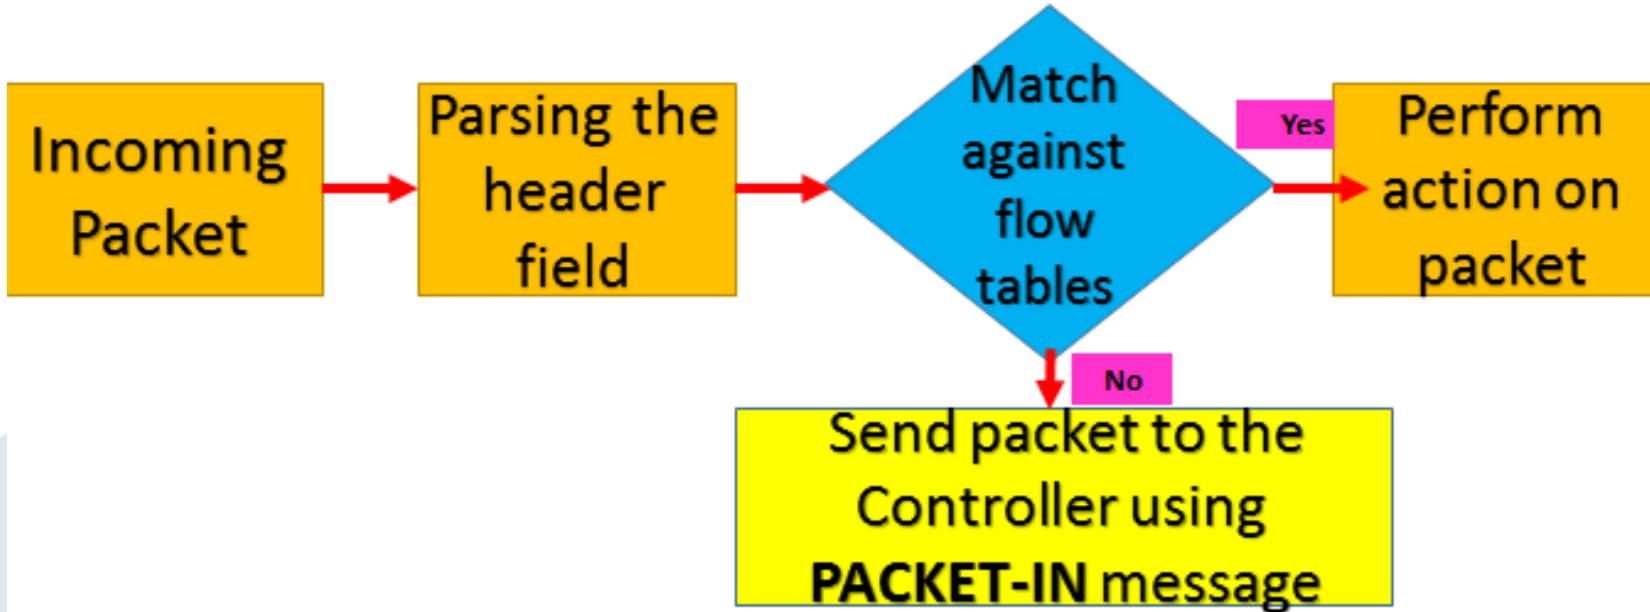 Incoming
Packet
Parsing the
header
field
Match
against
flow
tables
Yes
Perform
action on
packet
No
Send packet to the
Controller using
PACKET-IN message